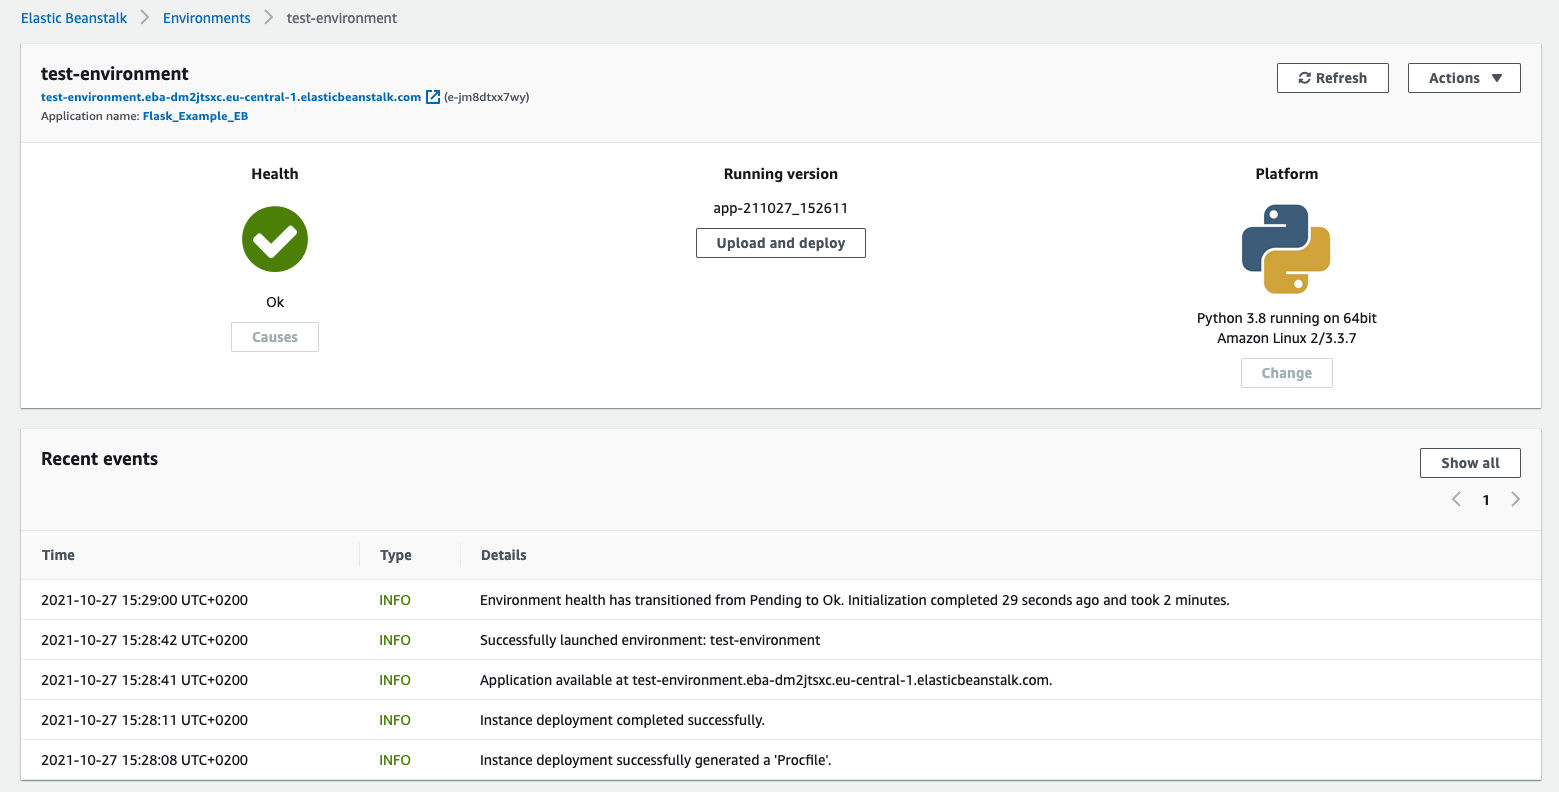 Elastic Beanstalk > Environments > test-environment
test-environment
test-environment.eba-dm2jtsxc.eu-central-1.elasticbeanstalk.com (e-jm8dtxx7wy)
Application name: Flask_Example_EB
Refresh
Actions ▼
Health
Ok
Causes
Running version
app-211027_152611
Upload and deploy
Platform
Python 3.8 running on 64bit
Amazon Linux 2/3.3.7
Change
Recent events
Show all
< 1 >
Time Type Details
2021-10-27 15:29:00 UTC+0200 INFO Environment health has transitioned from Pending to Ok. Initialization completed 29 seconds ago and took 2 minutes.
2021-10-27 15:28:42 UTC+0200 INFO Successfully launched environment: test-environment
2021-10-27 15:28:41 UTC+0200 INFO Application available at test-environment.eba-dm2jtsxc.eu-central-1.elasticbeanstalk.com.
2021-10-27 15:28:11 UTC+0200 INFO Instance deployment completed successfully.
2021-10-27 15:28:08 UTC+0200 INFO Instance deployment successfully generated a 'Procfile'.